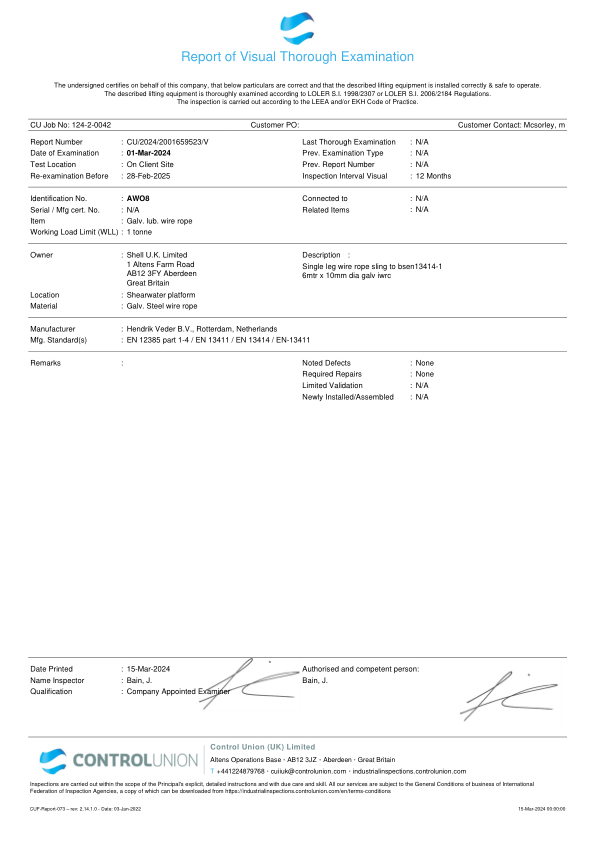 Report of Visual Thorough Examination
The undersigned certifies on behalf of this company, that below particulars are correct and that the described lifting equipment is installed correctly & safe to operate.
The described lifting equipment is thoroughly examined according to LOLER S.I. 1998/2307 or LOLER S.I. 2006/2184 Regulations.
The inspection is carried out according to the LEEA and/or EKH Code of Practice.
CU Job No: 124-2-0042 Customer PO: Customer Contact: Mcsorley, m
Report Number : CU/2024/2001659523/V Last Thorough Examination : N/A
Date of Examination : 01-Mar-2024 Prev. Examination Type : N/A
Test Location : On Client Site Prev. Report Number : N/A
Re-examination Before : 28-Feb-2025 Inspection Interval Visual : 12 Months
Identification No. : AWO8 Connected to : N/A
Serial / Mfg cert. No. : N/A Related Items : N/A
Item : Galv. lub. wire rope
Working Load Limit (WLL) : 1 tonne
Owner : Shell U.K. Limited Description :
1 Altens Farm Road Single leg wire rope sling to bsen13414-1
AB12 3FY Aberdeen 6mtr x 10mm dia galv iwrc
Great Britain
Location : Shearwater platform
Material : Galv. Steel wire rope
Manufacturer : Hendrik Veder B.V., Rotterdam, Netherlands
Mfg. Standard(s) : EN 12385 part 1-4 / EN 13411 / EN 13414 / EN-13411
Remarks : Noted Defects : None
Required Repairs : None
Limited Validation : N/A
Newly Installed/Assembled : N/A
Date Printed : 15-Mar-2024 Authorised and competent person:
Name Inspector : Bain, J. Bain, J.
Qualification : Company Appointed Examiner
CONTROLUNION
Control Union (UK) Limited
Altens Operations Base · AB12 3JZ · Aberdeen · Great Britain
T +441224879768 · cuiiuk@controlunion.com · industrialinspections.controlunion.com
Inspections are carried out within the scope of the Principal's explicit, detailed instructions and with due care and skill. All our services are subject to the General Conditions of business of International
Federation of Inspection Agencies, a copy of which can be downloaded from https://industrialinspections.controlunion.com/en/terms-conditions
CUF-Report-073 – rev: 2.14.1.0 - Data: 03-Jun-2022 15-Mar-2024 00:00:00